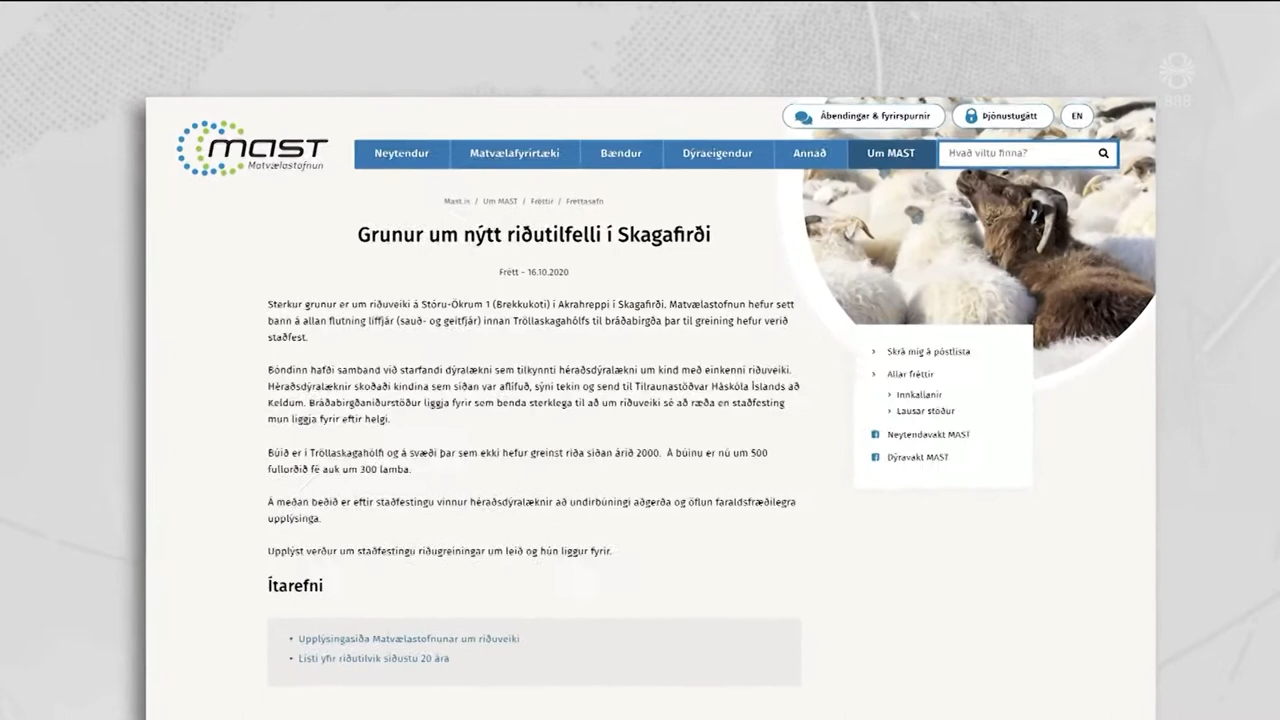 888
Ábendingar & fyrirspurnir
Þjónustugátt
EN
mast
Matvælastofnun
Neytendur
Matvælafyrirtæki
Bændur
Dýraeigendur
Annað
Um MAST
Hvað viltu finna?
Mast.is / Um MAST / Fréttir / Fréttasafn
Grunur um nýtt riðutilfelli í Skagafirði
Frétt - 16.10.2020
Sterkur grunur er um riðuveiki á Stóru-Ökrum 1 (Brekkukoti) í Akrahreppi í Skagafirði. Matvælastofnun hefur sett
bann á allan flutning líffjár (sauð- og geitfjár) innan Tröllaskagahólfs til bráðabirgða þar til greining hefur verið
staðfest.
Bóndinn hafði samband við starfandi dýralækni sem tilkynnti héraðsdýralækni um kind með einkenni riðuveiki.
Héraðsdýralæknir skoðaði kindina sem síðan var aflífuð, sýni tekin og send til Tilraunastöðvar Háskóla Íslands að
Keldum. Bráðabirgðaniðurstöður liggja fyrir sem benda sterklega til að um riðuveiki sé að ræða en staðfesting
mun liggja fyrir eftir helgi.
Búið er í Tröllaskagahólfi og á svæði þar sem ekki hefur greinst riða síðan árið 2000. Á búinu er nú um 500
fullorðið fé auk um 300 lamba.
Á meðan beðið er eftir staðfestingu vinnur héraðsdýralæknir að undirbúningi aðgerða og öflun faraldsfræðilegra
upplýsinga.
Upplýst verður um staðfestingu riðugreiningar um leið og hún liggur fyrir.
Ítarefni
• Upplýsingasíða Matvælastofnunar um riðuveiki
• Listi yfir riðutilvik síðustu 20 ára
› Skrá mig á póstlista
› Allar fréttir
› Innkallanir
› Lausar stöður
Neytendavakt MAST
Dýravakt MAST